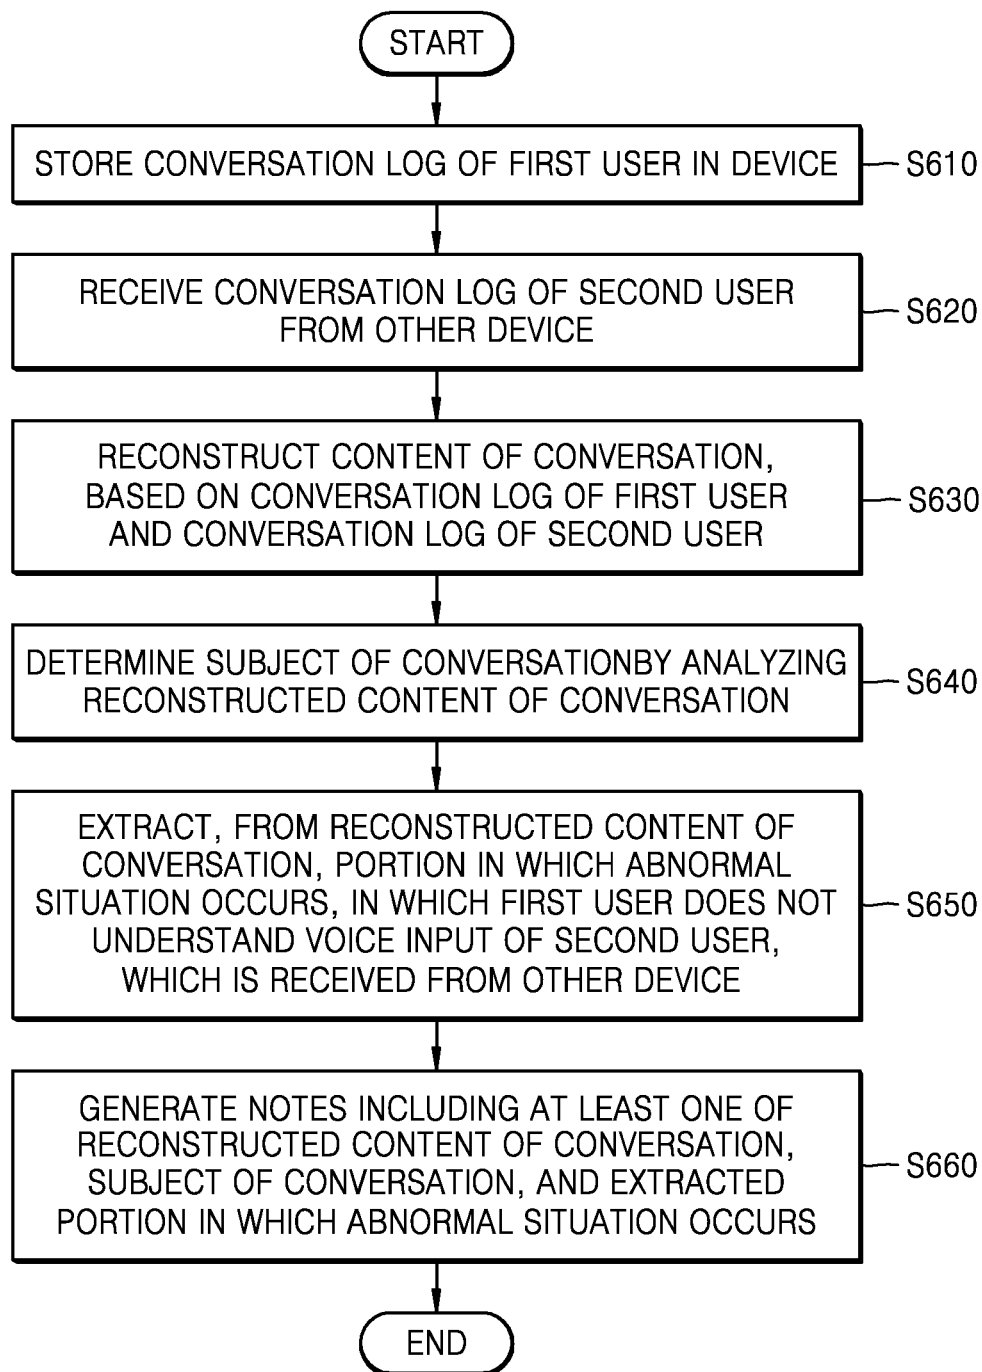 START
STORE CONVERSATION LOG OF FIRST USER IN DEVICE
S610
RECEIVE CONVERSATION LOG OF SECOND USER
FROM OTHER DEVICE
S620
RECONSTRUCT CONTENT OF CONVERSATION,
BASED ON CONVERSATION LOG OF FIRST USER
AND CONVERSATION LOG OF SECOND USER
S630
DETERMINE SUBJECT OF CONVERSATIONBY ANALYZING
RECONSTRUCTED CONTENT OF CONVERSATION
S640
EXTRACT, FROM RECONSTRUCTED CONTENT OF
CONVERSATION, PORTION IN WHICH ABNORMAL
SITUATION OCCURS, IN WHICH FIRST USER DOES NOT
UNDERSTAND VOICE INPUT OF SECOND USER,
WHICH IS RECEIVED FROM OTHER DEVICE
S650
GENERATE NOTES INCLUDING AT LEAST ONE OF
RECONSTRUCTED CONTENT OF CONVERSATION,
SUBJECT OF CONVERSATION, AND EXTRACTED
PORTION IN WHICH ABNORMAL SITUATION OCCURS
S660
END